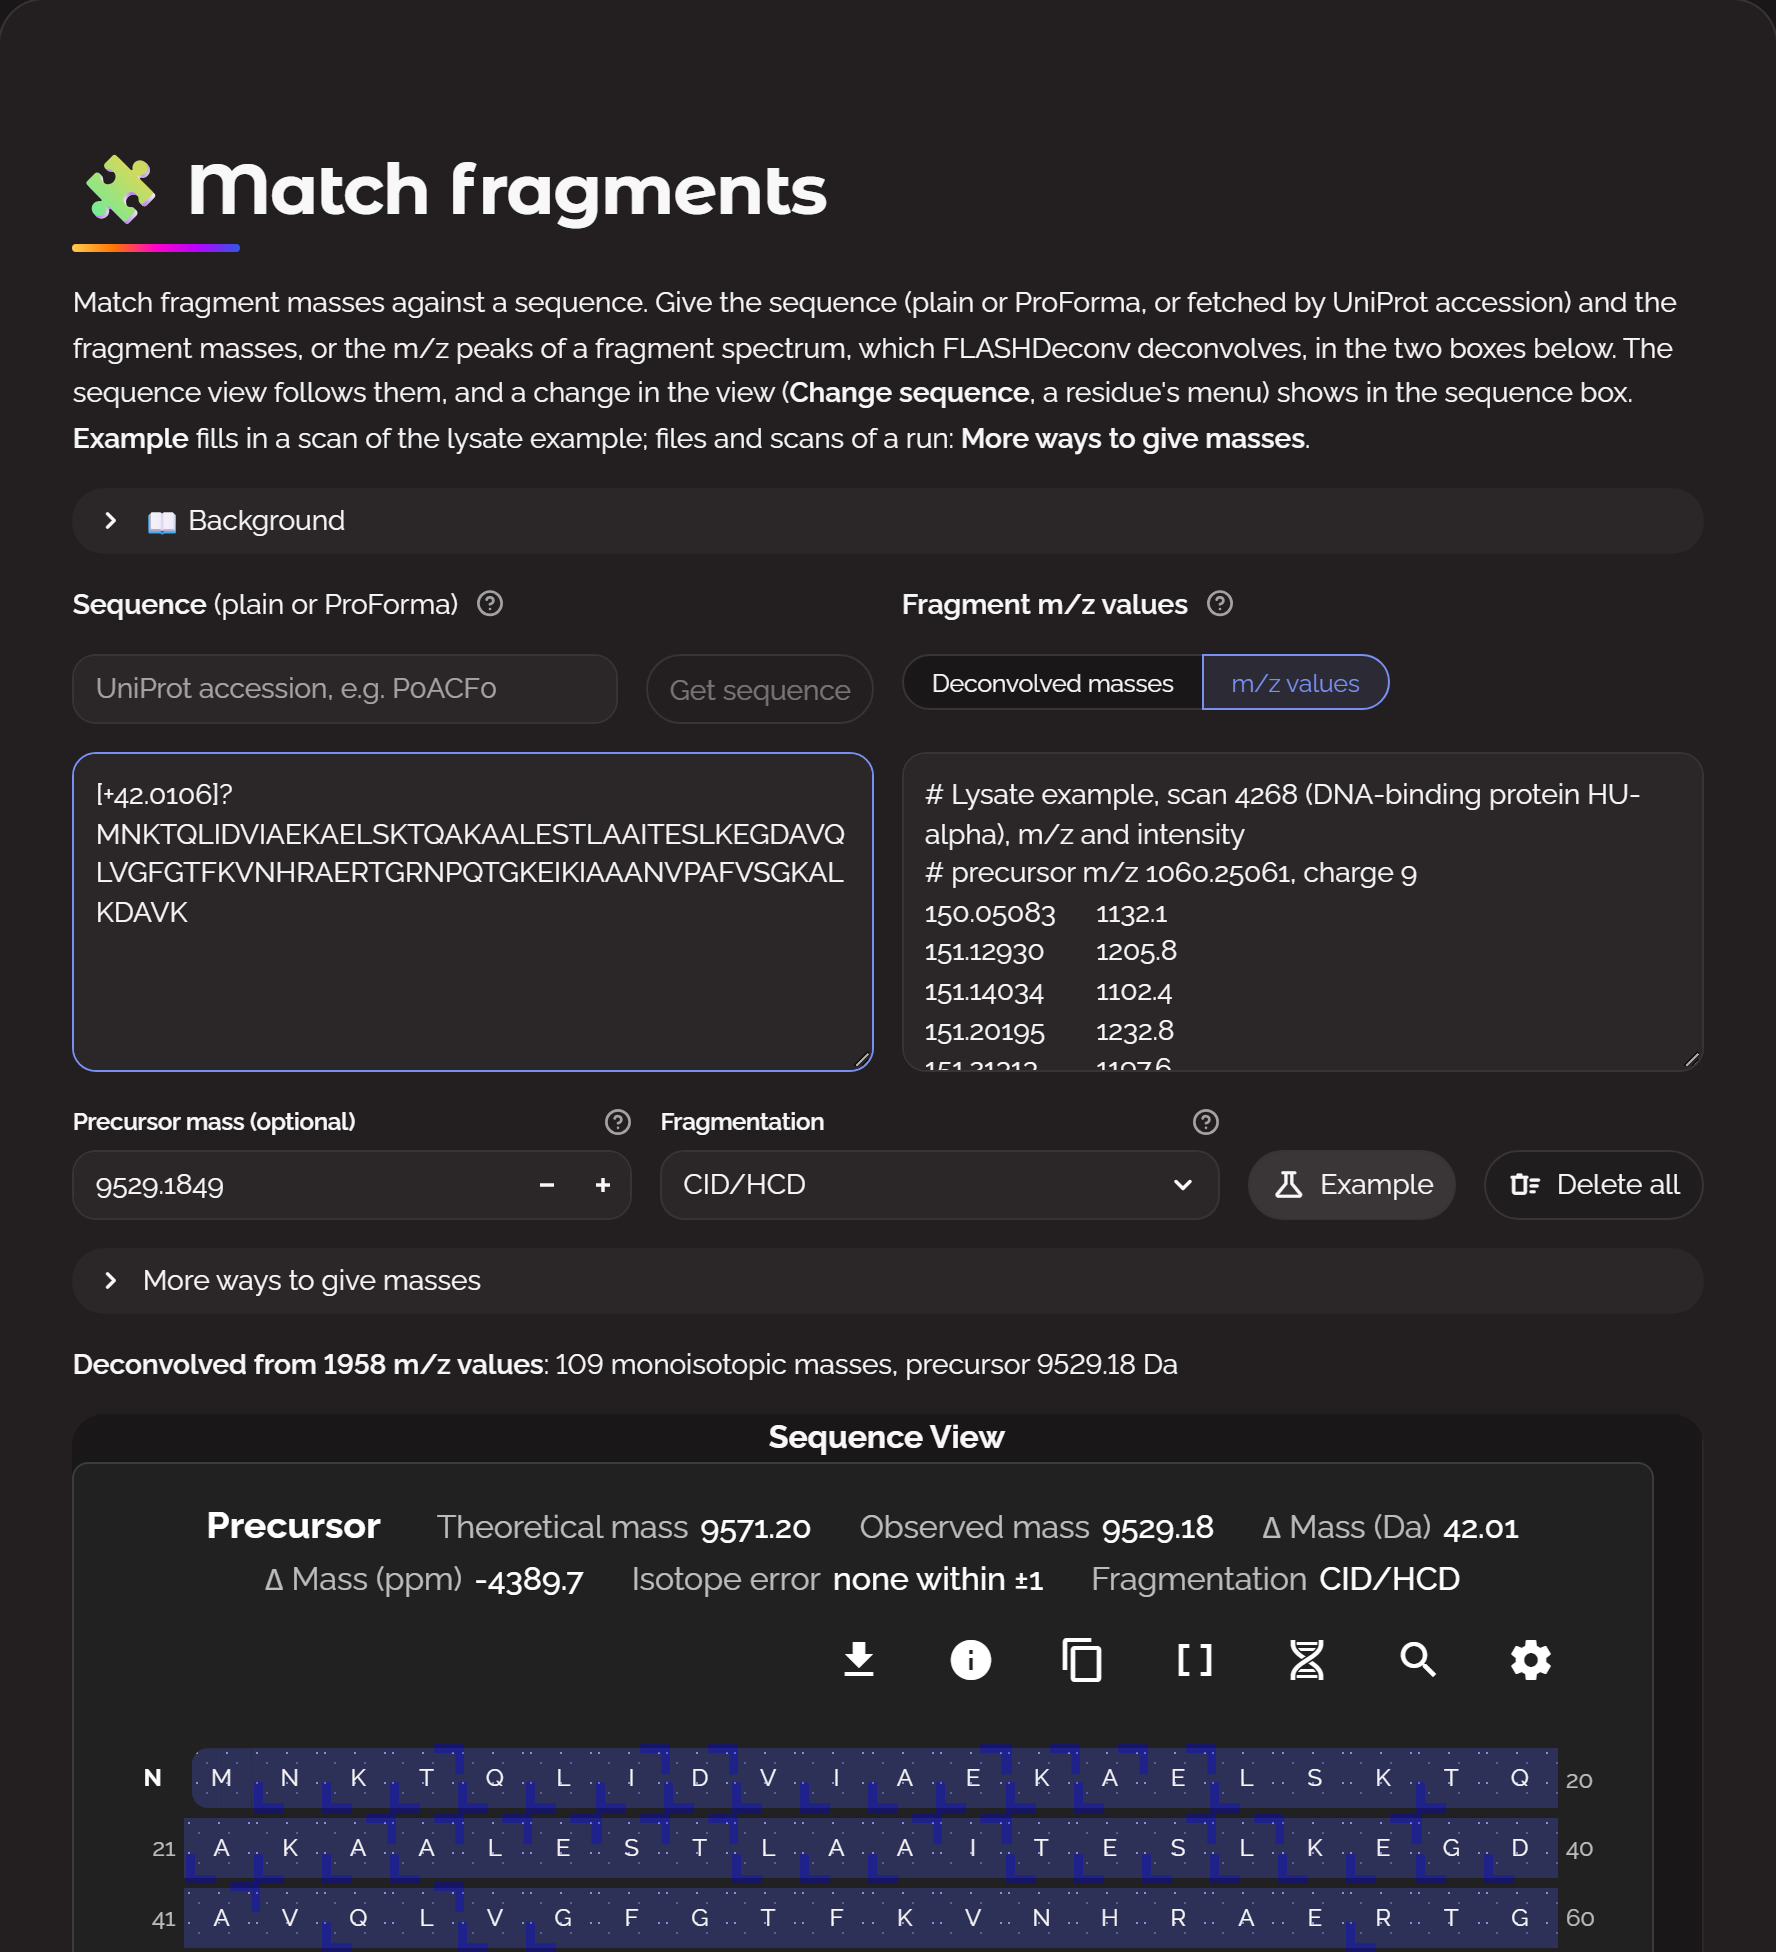 Match fragments
Match fragment masses against a sequence. Give the sequence (plain or ProForma, or fetched by UniProt accession) and the
fragment masses, or the m/z peaks of a fragment spectrum, which FLASHDeconv deconvolves, in the two boxes below. The
sequence view follows them, and a change in the view (Change sequence, a residue's menu) shows in the sequence box.
Example fills in a scan of the lysate example; files and scans of a run: More ways to give masses.
Background
Sequence (plain or ProForma)
Fragment m/z values
UniProt accession, e.g. P0ACF0
Get sequence
Deconvolved masses
m/z values
[+42.0106]?
MNKTQLIDVIAEKAELSKTQAKAALESTLAAITESLKEGDAVQ
LVGFGTFKVNHRAERTGRNPQTGKEIKIAAANVPAFVSGKAL
KDAVK
# Lysate example, scan 4268 (DNA-binding protein HU-
alpha), m/z and intensity
# precursor m/z 1060.25061, charge 9
150.05083 1132.1
151.12930 1205.8
151.14034 1102.4
151.20195 1232.8
Precursor mass (optional)
Fragmentation
9529.1849
CID/HCD
Example
Delete all
More ways to give masses
Deconvolved from 1958 m/z values: 109 monoisotopic masses, precursor 9529.18 Da
Sequence View
Precursor Theoretical mass 9571.20 Observed mass 9529.18 Δ Mass (Da) 42.01
Δ Mass (ppm) -4389.7 Isotope error none within ±1 Fragmentation CID/HCD
N M N K T Q L I D V I A E K A E L S K T Q 20
21 A K A A L E S T L A A I T E S L K E G D 40
41 A V Q L V G F G T F K V N H R A E R T G 60